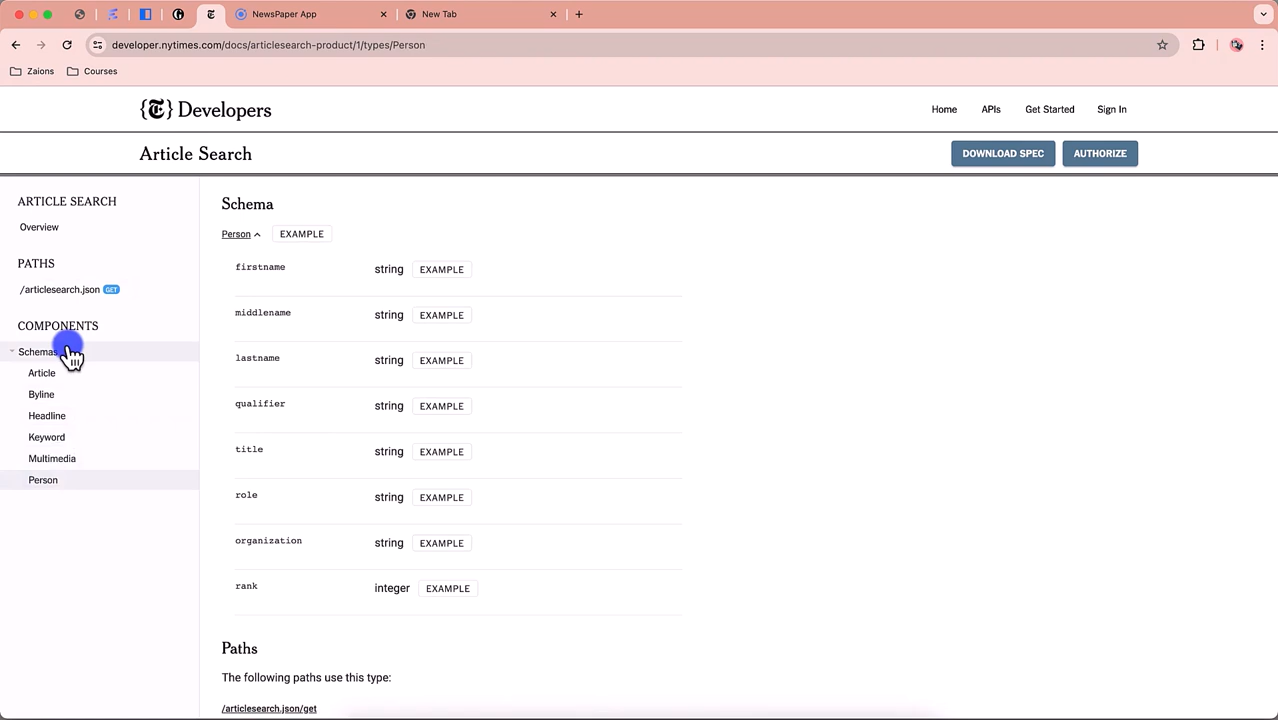 NewsPaper App
New Tab
developer.nytimes.com/docs/articlesearch-product/1/types/Person
Zaions
Courses
{T} Developers
Home
APIs
Get Started
Sign In
Article Search
DOWNLOAD SPEC
AUTHORIZE
ARTICLE SEARCH
Overview
PATHS
/articlesearch.json GET
COMPONENTS
Schemas
Article
Byline
Headline
Keyword
Multimedia
Person
Schema
Person EXAMPLE
firstname string EXAMPLE
middlename string EXAMPLE
lastname string EXAMPLE
qualifier string EXAMPLE
title string EXAMPLE
role string EXAMPLE
organization string EXAMPLE
rank integer EXAMPLE
Paths
The following paths use this type:
/articlesearch.json/get